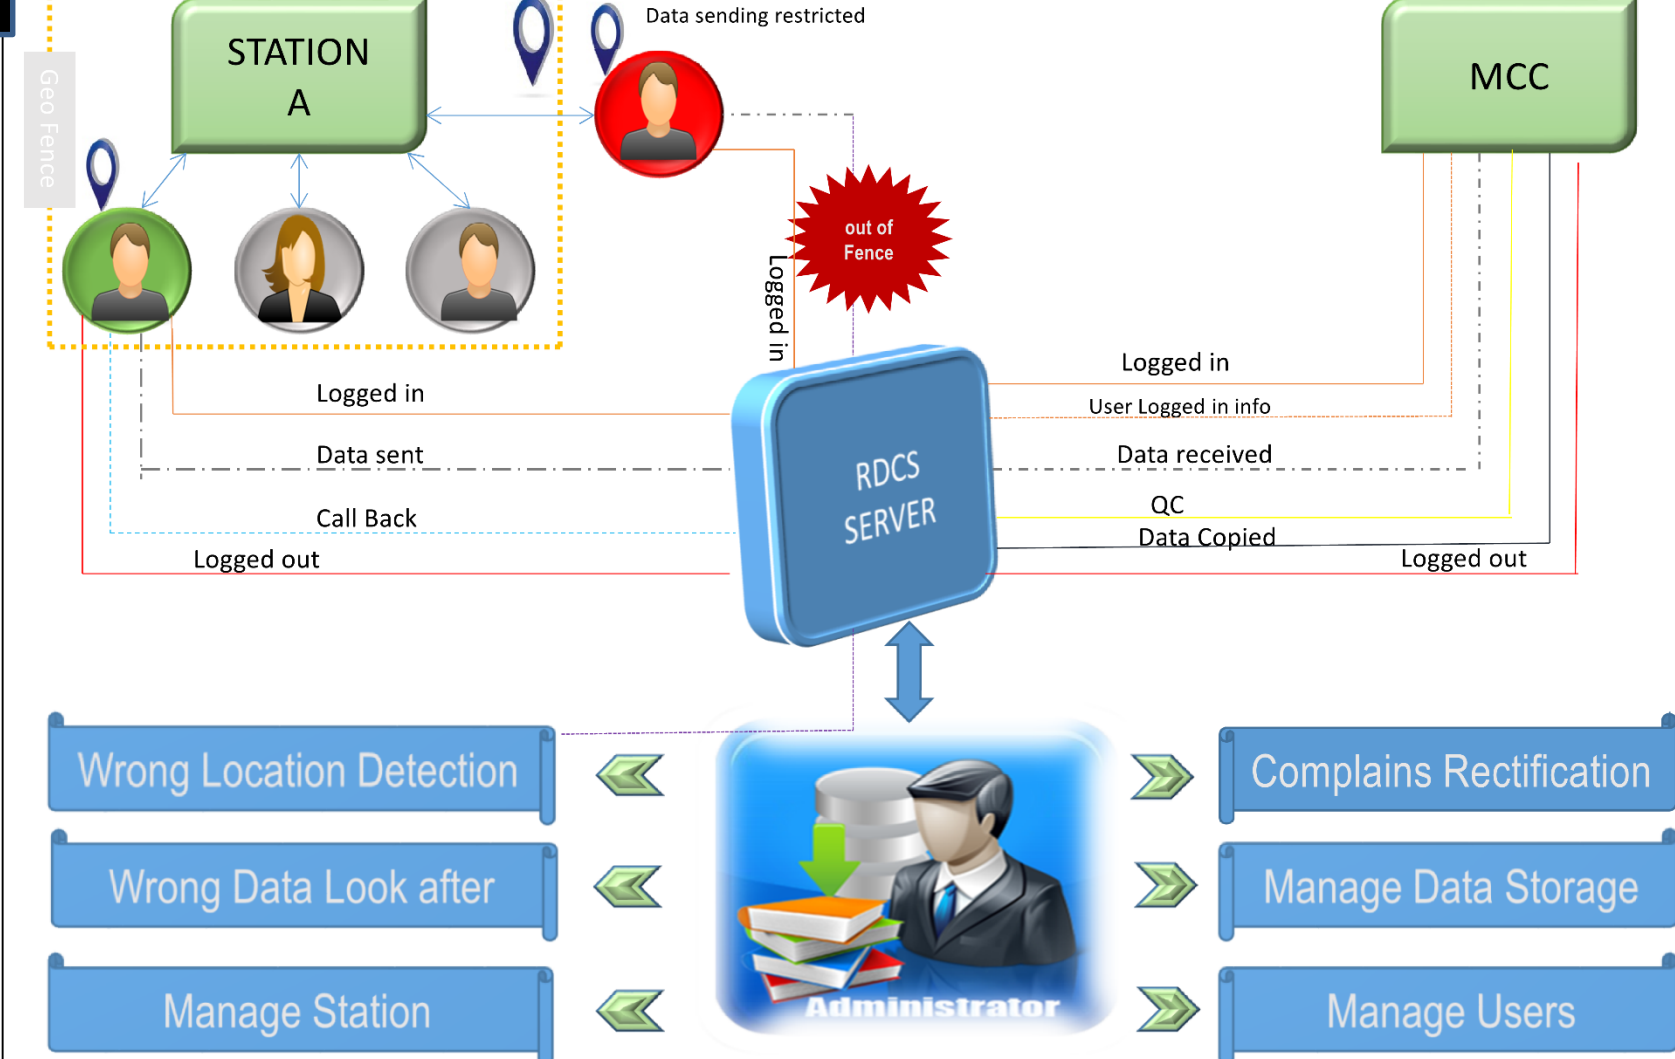 Data sending restricted
STATION
A
MCC
Geo Fence
out of
Fence
Logged in
Logged in
Logged in
User Logged in info
Data sent
Data received
RDCS
SERVER
Call Back
QC
Data Copied
Logged out
Logged out
Wrong Location Detection
Complains Rectification
Wrong Data Look after
Manage Data Storage
Manage Station
Administrator
Manage Users